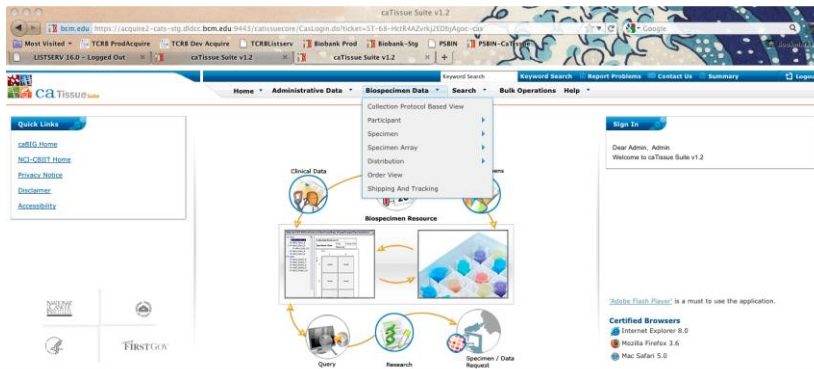 caTissue Suite v1.2
bcm.edu https://acquire2-cats-stg.dldcc.bcm.edu:9443/catissuecore/CasLogin.do?ticket=ST-68-HctR4AZvrkj2EDbjAgoc-cas
Google
Most Visited TCRB ProdAcquire TCRB Dev Acquire TCRBListserv Biobank Prod Biobank-Stg PSBIN PSBIN-CaTissue Bookmarks
LISTSERV 16.0 - Logged Out caTissue Suite v1.2 caTissue Suite v1.2
Keyword Search Keyword Search Report Problems Contact Us Summary Logout
caTissue Suite
Home Administrative Data Biospecimen Data Search Bulk Operations Help
Collection Protocol Based View
Participant
Specimen
Specimen Array
Distribution
Order View
Shipping And Tracking
Quick Links
caBIG Home
NCI-CBIIT Home
Privacy Notice
Disclaimer
Accessibility
Sign In
Dear Admin, Admin
Welcome to caTissue Suite v1.2
Clinical Data
Biospecimen Resource
Query
Research
Specimen / Data
Request
NATIONAL
CANCER
INSTITUTE
FIRSTGOV
'Adobe Flash Player' is a must to use the application.
Certified Browsers
Internet Explorer 8.0
Mozilla Firefox 3.6
Mac Safari 5.0